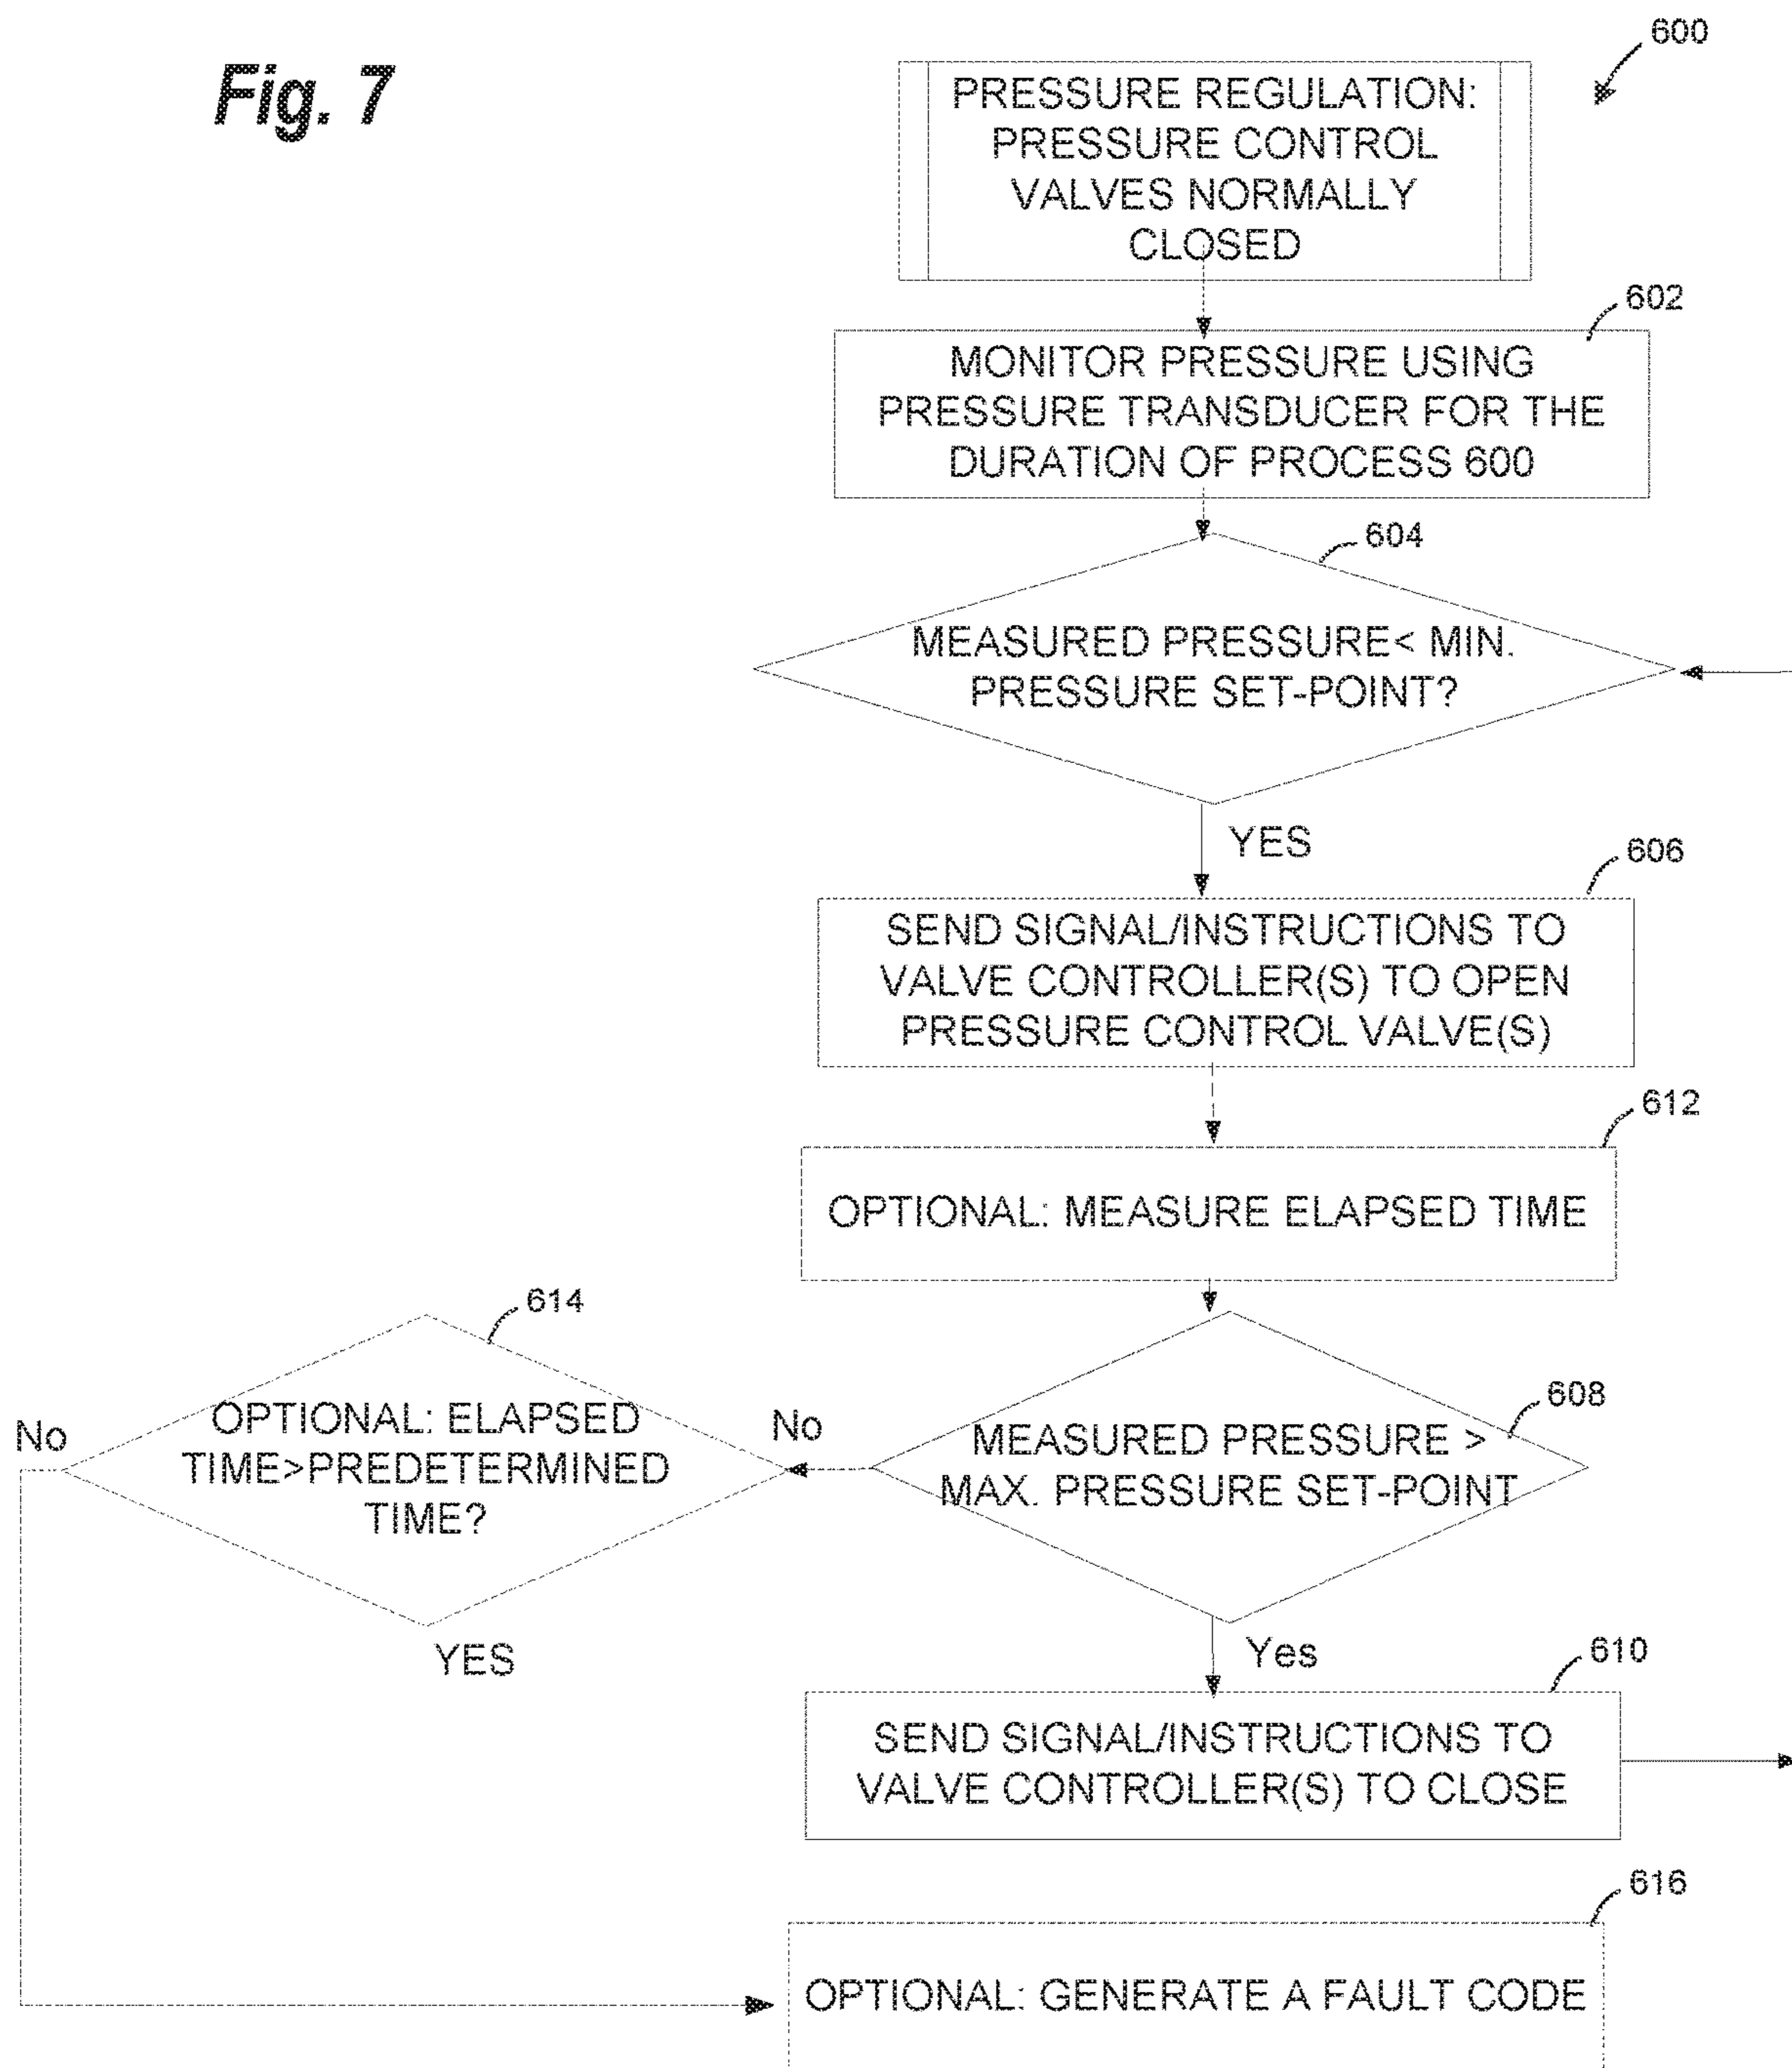 Fig. 7
600
PRESSURE REGULATION:
PRESSURE CONTROL
VALVES NORMALLY
CLOSED
602
MONITOR PRESSURE USING
PRESSURE TRANSDUCER FOR THE
DURATION OF PROCESS 600
604
MEASURED PRESSURE< MIN.
PRESSURE SET-POINT?
YES
606
SEND SIGNAL/INSTRUCTIONS TO
VALVE CONTROLLER(S) TO OPEN
PRESSURE CONTROL VALVE(S)
612
OPTIONAL: MEASURE ELAPSED TIME
614
No
OPTIONAL: ELAPSED
TIME>PREDETERMINED
TIME?
YES
No
608
MEASURED PRESSURE >
MAX. PRESSURE SET-POINT
Yes
610
SEND SIGNAL/INSTRUCTIONS TO
VALVE CONTROLLER(S) TO CLOSE
616
OPTIONAL: GENERATE A FAULT CODE